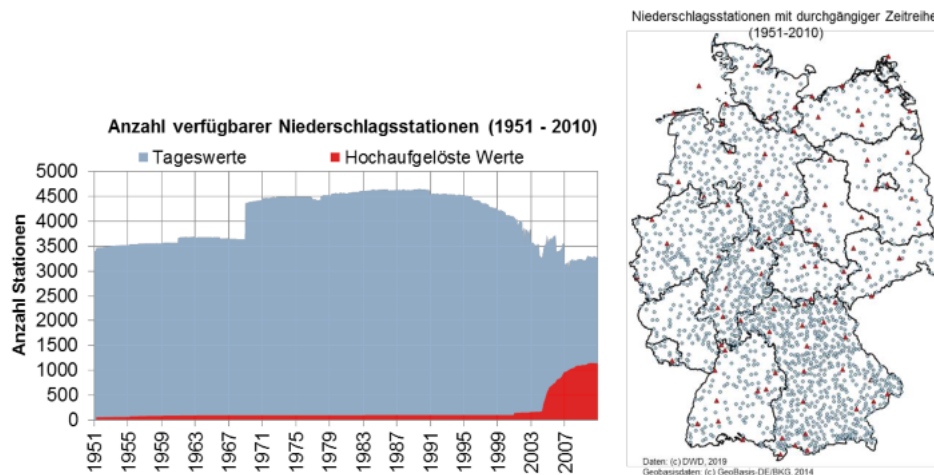 Anzahl verfügbarer Niederschlagsstationen (1951 - 2010)
Tageswerte Hochaufgelöste Werte
Anzahl Stationen
5000
4500
4000
3500
3000
2500
2000
1500
1000
500
0
1951 1955 1959 1963 1967 1971 1975 1979 1983 1987 1991 1995 1999 2003 2007
Niederschlagsstationen mit durchgängiger Zeitreihe
(1951-2010)
Daten: (c) DWD, 2019
Geobasisdaten: (c) GeoBasis-DE/BKG, 2014